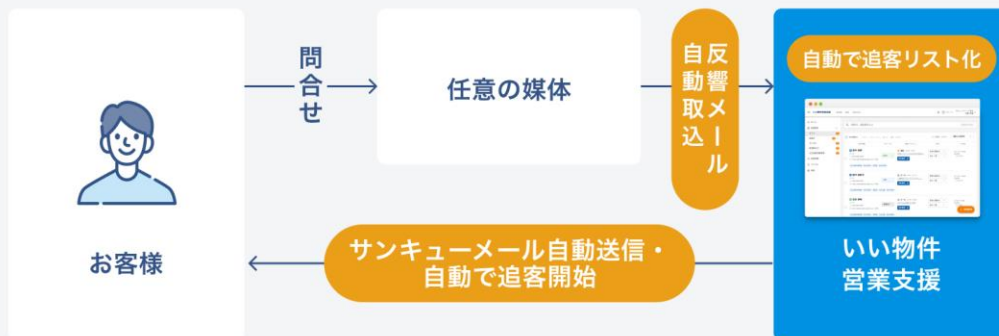 お客様
問合せ
任意の媒体
反響メール
自動取込
自動で追客リスト化
いい物件
営業支援
サンキューメール自動送信・
自動で追客開始